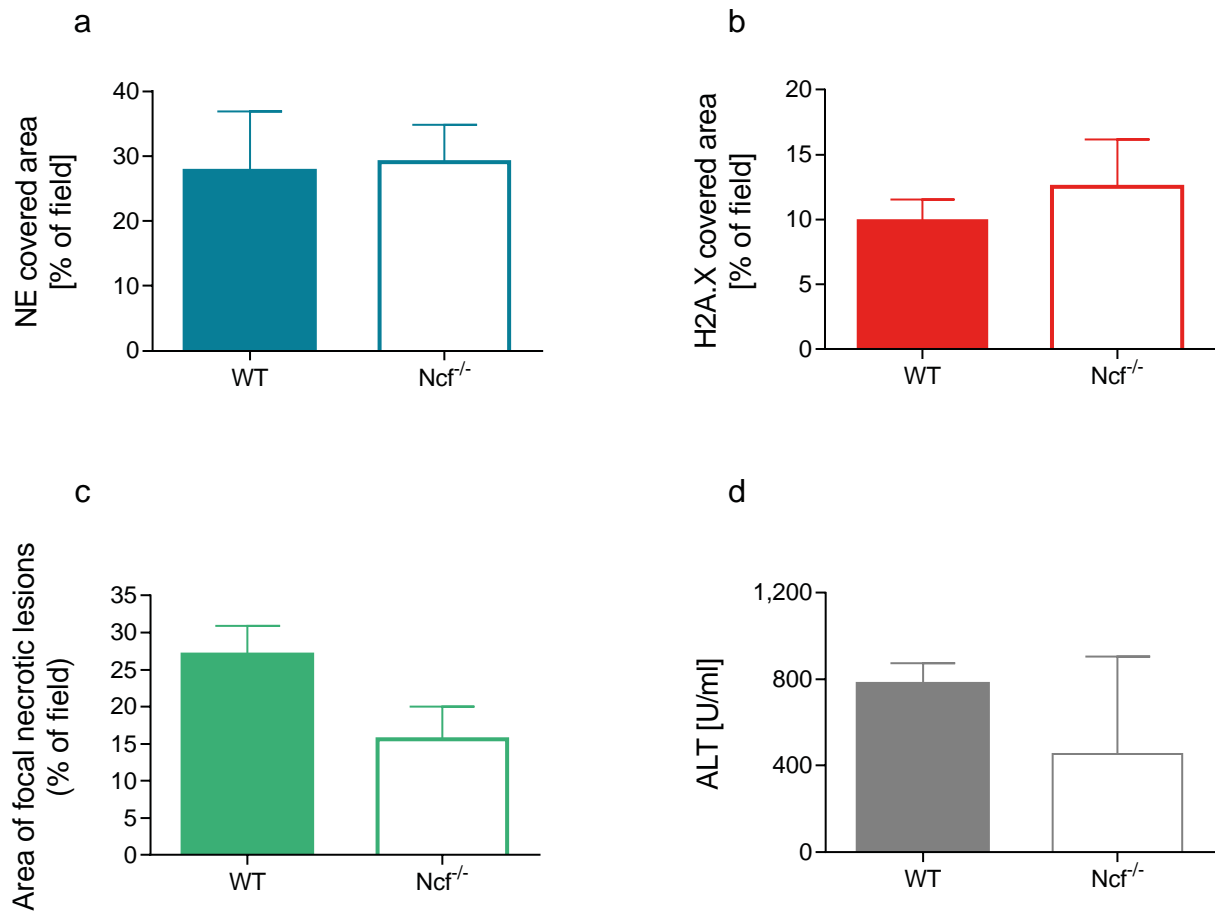 a
NE covered area
[% of field]
40
30
20
10
0
WT
Ncf-/-
b
H2A.X covered area
[% of field]
20
15
10
5
0
WT
Ncf-/-
c
Area of focal necrotic lesions
(% of field)
35
30
25
20
15
10
5
0
WT
Ncf-/-
d
ALT [U/ml]
1,200
800
400
0
WT
Ncf-/-